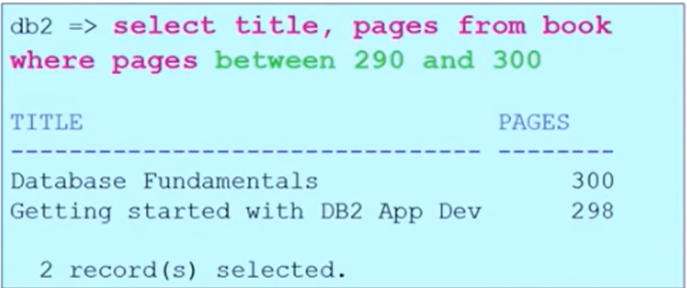 db2 => select title, pages from book
where pages between 290 and 300
TITLE PAGES
-------------------------------- --------
Database Fundamentals 300
Getting started with DB2 App Dev 298
2 record(s) selected.